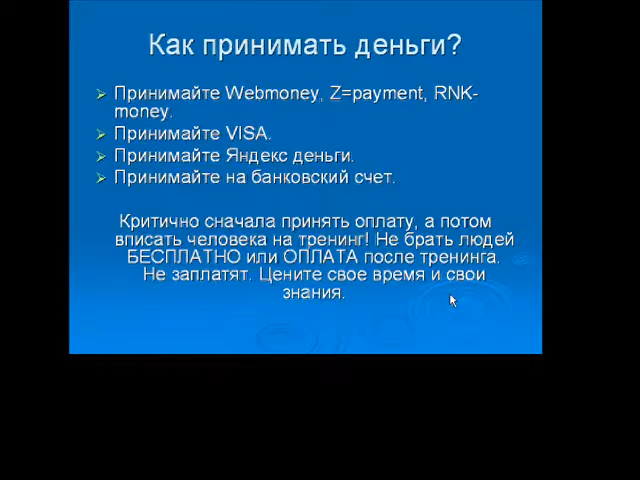 Как принимать деньги?
Принимайте Webmoney, Z=payment, RNK-
money.
Принимайте VISA.
Принимайте Яндекс деньги.
Принимайте на банковский счет.
Критично сначала принять оплату, а потом
вписать человека на тренинг! Не брать людей
БЕСПЛАТНО или ОПЛАТА после тренинга.
Не заплатят. Цените свое время и свои
знания.